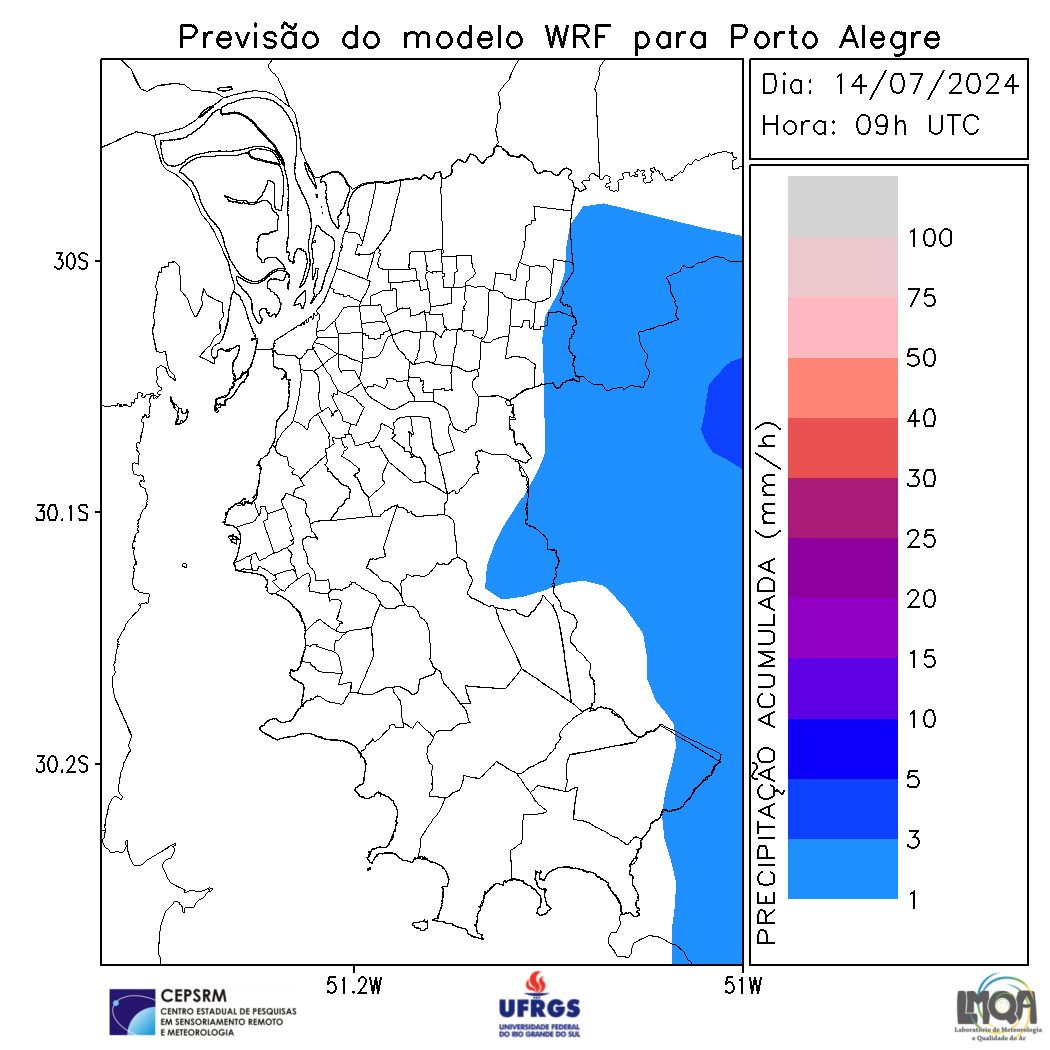 Previsão do modelo WRF para Porto Alegre
Dia: 14/07/2024
Hora: 09h UTC
30S
30.1S
30.2S
51.2W
51W
PRECIPITAÇÃO ACUMULADA (mm/h)
100
75
50
40
30
25
20
15
10
5
3
1
CEPSRM
CENTRO ESTADUAL DE PESQUISAS
EM SENSORIAMENTO REMOTO
E METEOROLOGIA
UFRGS
UNIVERSIDADE FEDERAL
DO RIO GRANDE DO SUL
LMQA
Laboratório de Meteorologia
e Qualidade do Ar